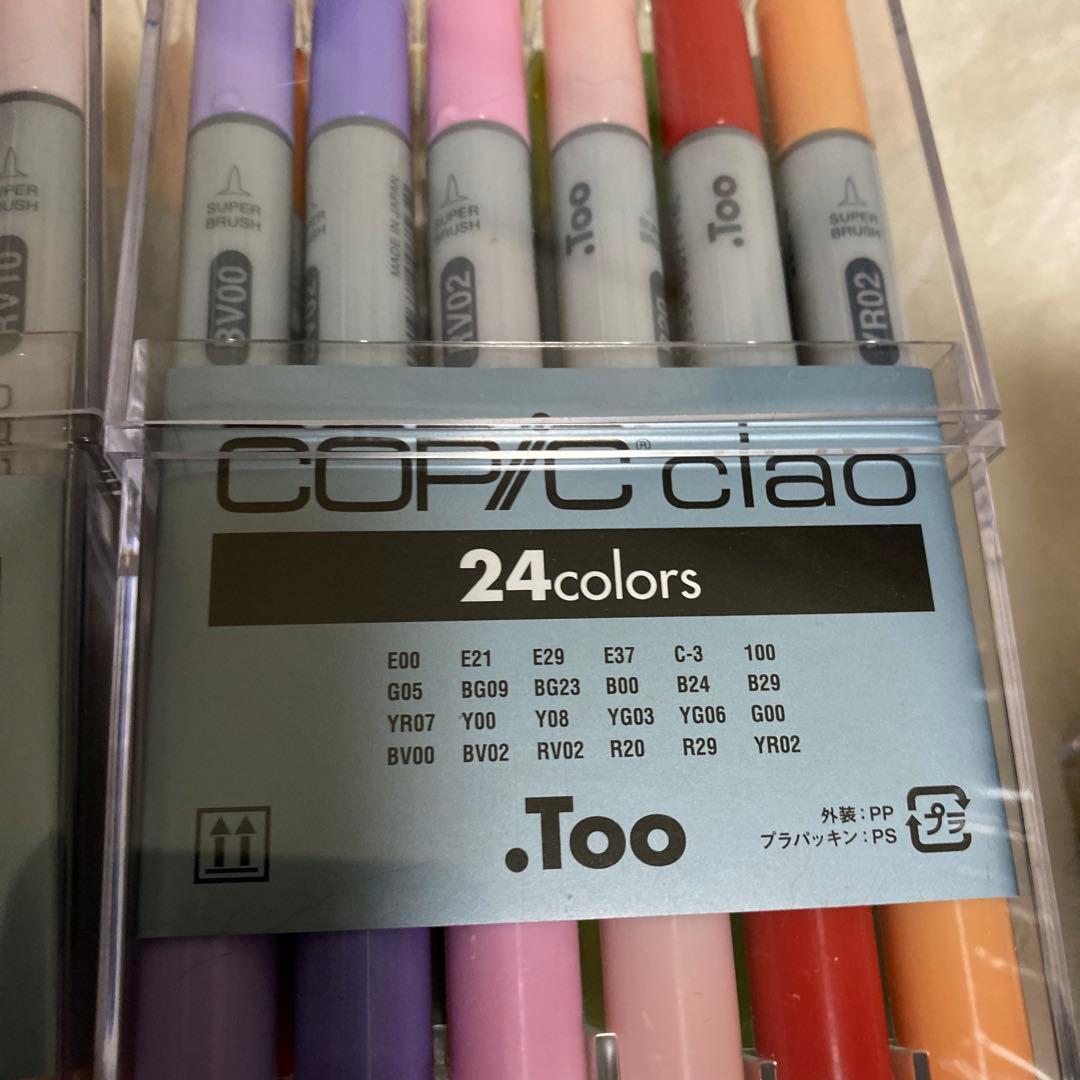 SUPER
BRUSH
BV00
MADE IN JAPAN
SUPER
BRUSH
RV02
.Too
.Too
SUPER
BRUSH
YR02
RV10
COPIC® ciao
24colors
E00 E21 E29 E37 C-3 100
G05 BG09 BG23 B00 B24 B29
YR07 Y00 Y08 YG03 YG06 G00
BV00 BV02 RV02 R20 R29 YR02
.Too
外装:PP
プラパッキン:PS
プラ